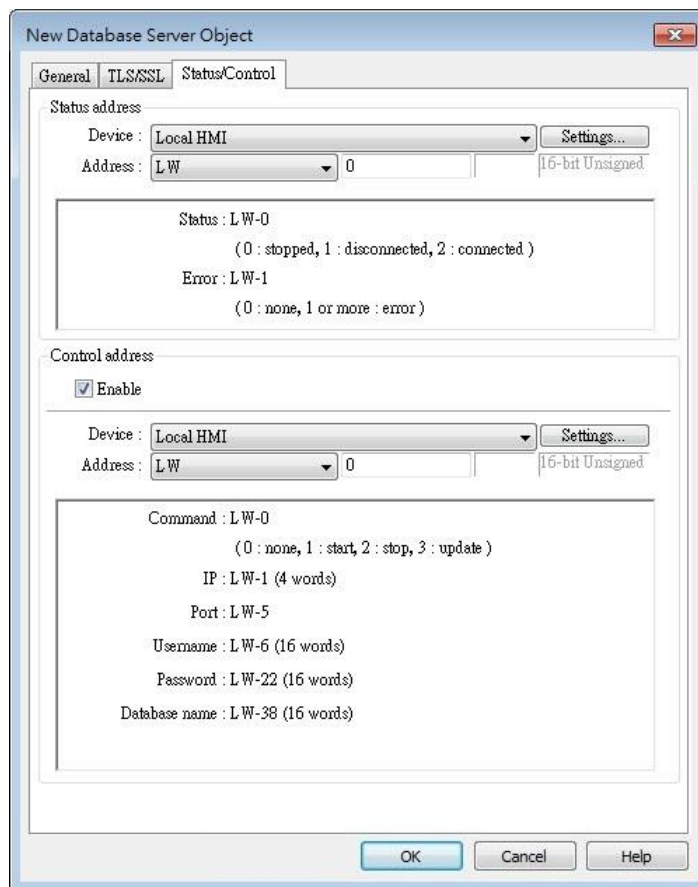 New Database Server Object
General TLS/SSL Status/Control
Status address
Device : Local HMI Settings...
Address : LW 0 16-bit Unsigned
Status : LW-0
( 0 : stopped, 1 : disconnected, 2 : connected )
Error : LW-1
( 0 : none, 1 or more : error )
Control address
Enable
Device : Local HMI Settings...
Address : LW 0 16-bit Unsigned
Command : LW-0
( 0 : none, 1 : start, 2 : stop, 3 : update )
IP : LW-1 (4 words)
Port : LW-5
Username : LW-6 (16 words)
Password : LW-22 (16 words)
Database name : LW-38 (16 words)
OK Cancel Help